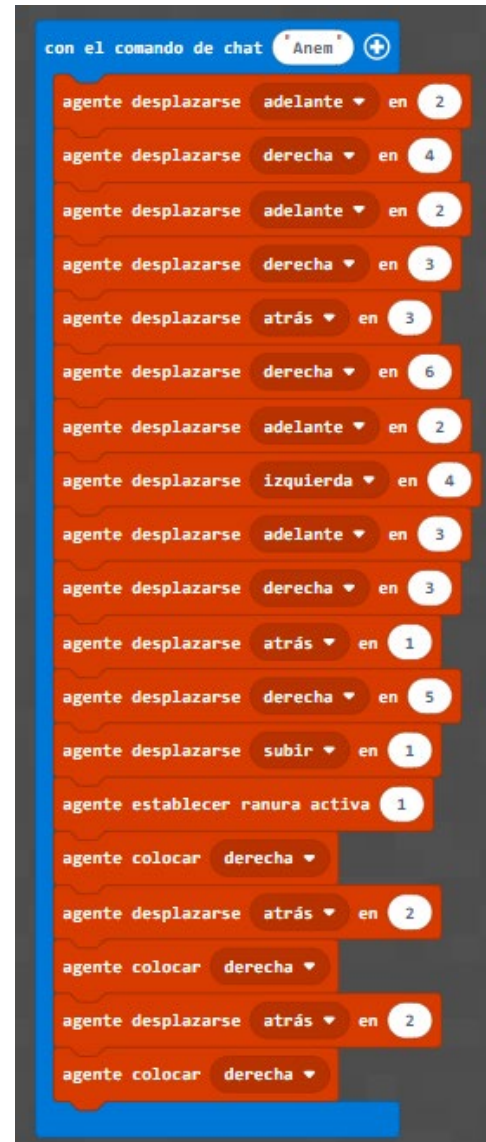 con el comando de chat "Anem"
agente desplazarse adelante en 2
agente desplazarse derecha en 4
agente desplazarse adelante en 2
agente desplazarse derecha en 3
agente desplazarse atrás en 3
agente desplazarse derecha en 6
agente desplazarse adelante en 2
agente desplazarse izquierda en 4
agente desplazarse adelante en 3
agente desplazarse derecha en 3
agente desplazarse atrás en 1
agente desplazarse derecha en 5
agente desplazarse subir en 1
agente establecer ranura activa 1
agente colocar derecha
agente desplazarse atrás en 2
agente colocar derecha
agente desplazarse atrás en 2
agente colocar derecha